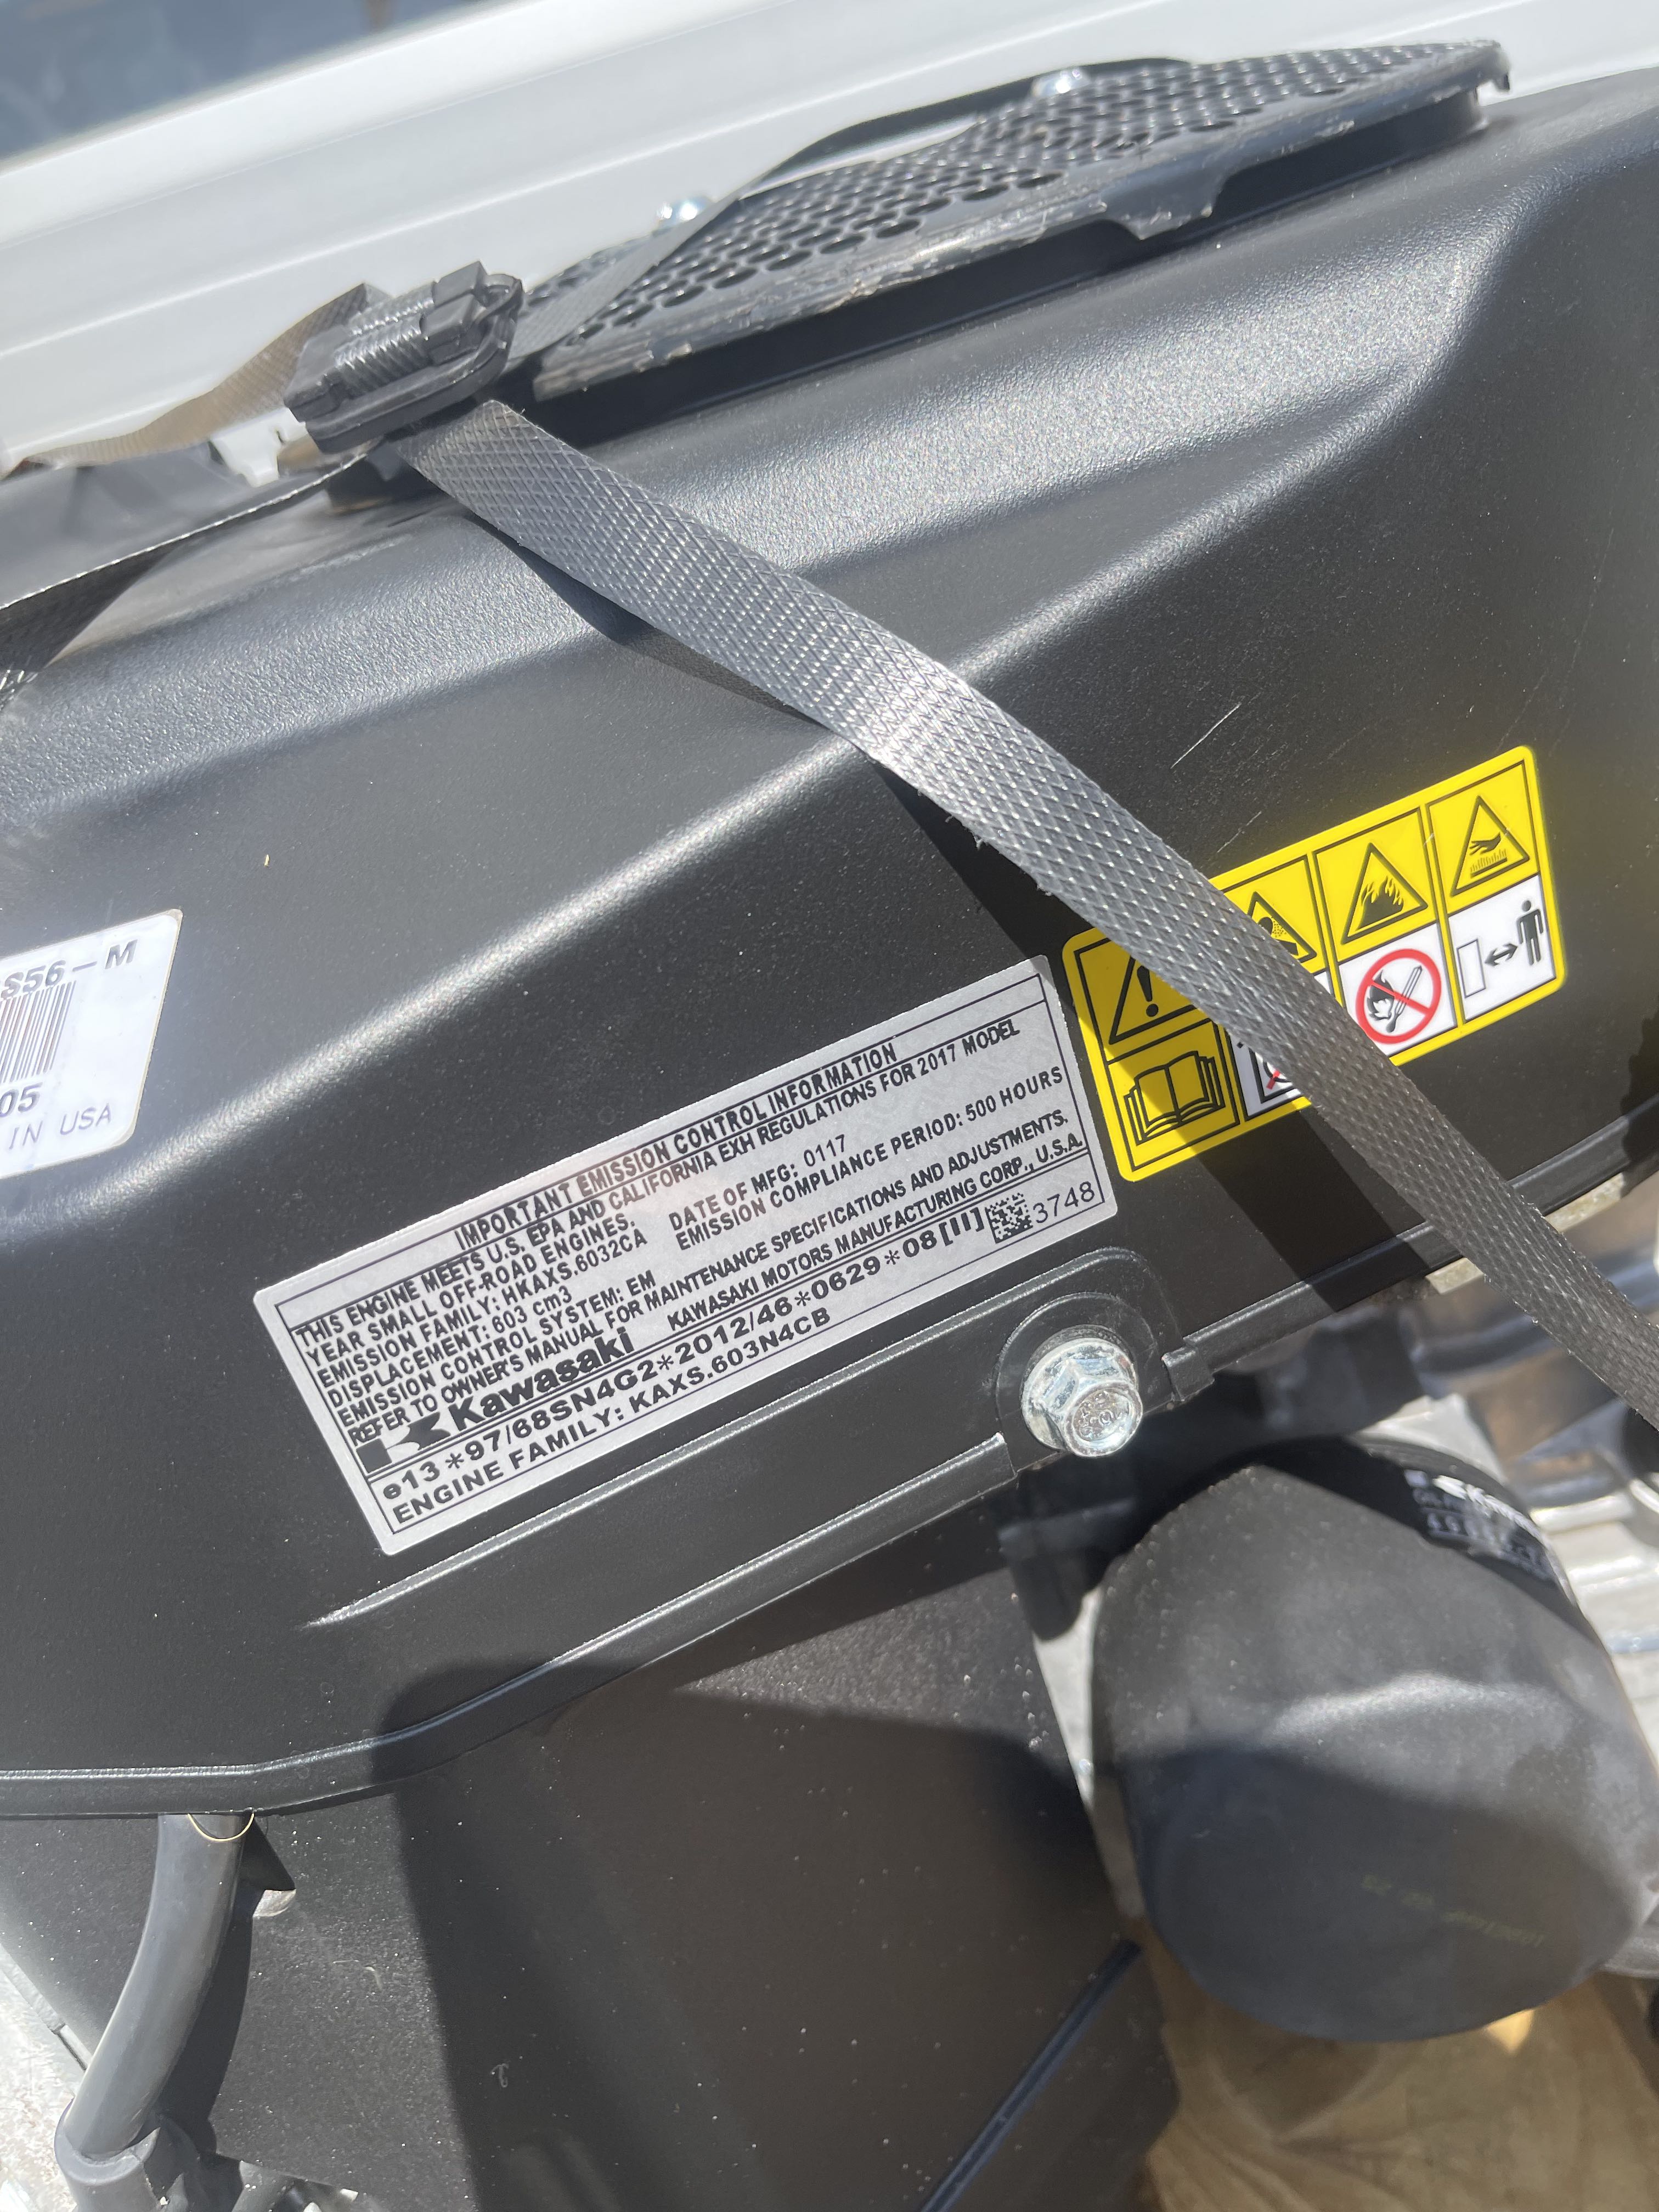 S56-M
05
IN USA
IMPORTANT EMISSION CONTROL INFORMATION
THIS ENGINE MEETS U.S. EPA AND CALIFORNIA EXH REGULATIONS FOR 2017 MODEL
YEAR SMALL OFF-ROAD ENGINES.
EMISSION FAMILY: HKAXS.6032CA DATE OF MFG: 0117
DISPLACEMENT: 603 cm3 EMISSION COMPLIANCE PERIOD: 500 HOURS
EMISSION CONTROL SYSTEM: EM
REFER TO OWNER'S MANUAL FOR MAINTENANCE SPECIFICATIONS AND ADJUSTMENTS.
Kawasaki KAWASAKI MOTORS MANUFACTURING CORP., U.S.A.
e13*97/68SN4G2*2012/46*0629*08[II] 3748
ENGINE FAMILY: KAXS.603N4CB